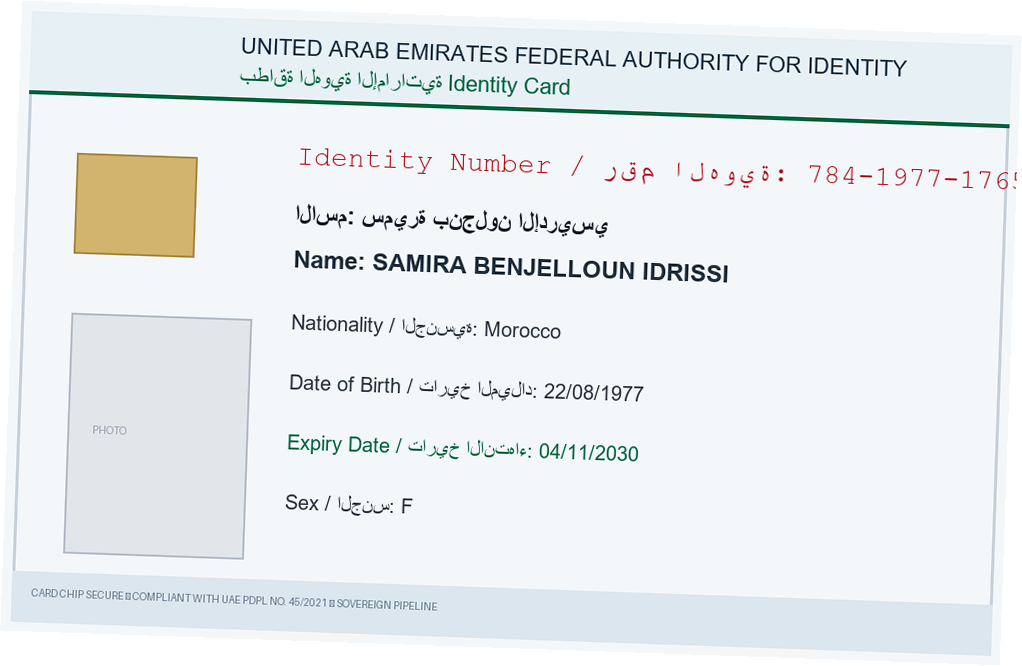 UNITED ARAB EMIRATES FEDERAL AUTHORITY FOR IDENTITY
بطاقة الهوية الإماراتية Identity Card
Identity Number / رقم الهوية: 784-1977-1765
الاسم: سميرة بنجلون الإدريسي
Name: SAMIRA BENJELLOUN IDRISSI
Nationality / الجنسية: Morocco
Date of Birth / تاريخ الميلاد: 22/08/1977
Expiry Date / تاريخ الانتهاء: 04/11/2030
Sex / الجنس: F
PHOTO
CARD CHIP SECURE COMPLIANT WITH UAE PDPL NO. 45/2021 SOVEREIGN PIPELINE